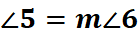 ∠5 = m∠6